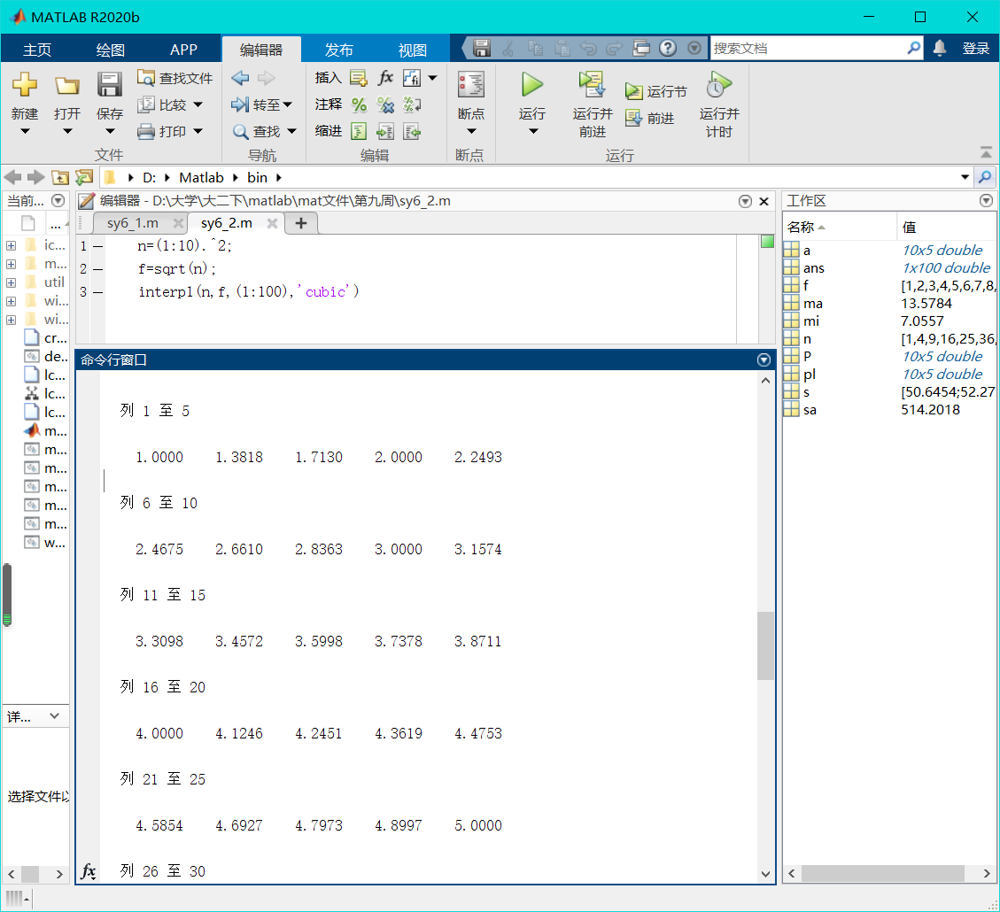 MATLAB R2020b
主页 绘图 APP 编辑器 发布 视图 搜索文档 登录
新建 打开 保存 查找文件 比较 打印 转至 查找 插入 fx 注释 缩进 断点 运行 运行并前进 运行节 前进 运行并计时
文件 导航 编辑 断点 运行
D: Matlab bin
当前... 编辑器 - D:\大学\大二下\matlab\mat文件\第九周\sy6_2.m 工作区
... sy6_1.m sy6_2.m + 名称 值
ic...
m...
util
wi...
wi...
cr...
de...
lc...
lc...
lc...
m...
m...
m...
m...
m...
m...
w...
详...
选择文件以
1 — n=(1:10).^2;
2 — f=sqrt(n);
3 — interp1(n,f,(1:100),'cubic')
命令行窗口
列 1 至 5
1.0000 1.3818 1.7130 2.0000 2.2493
列 6 至 10
2.4675 2.6610 2.8363 3.0000 3.1574
列 11 至 15
3.3098 3.4572 3.5998 3.7378 3.8711
列 16 至 20
4.0000 4.1246 4.2451 4.3619 4.4753
列 21 至 25
4.5854 4.6927 4.7973 4.8997 5.0000
fx 列 26 至 30
a 10x5 double
ans 1x100 double
f [1,2,3,4,5,6,7,8,
ma 13.5784
mi 7.0557
n [1,4,9,16,25,36,
P 10x5 double
pl 10x5 double
s [50.6454;52.27
sa 514.2018